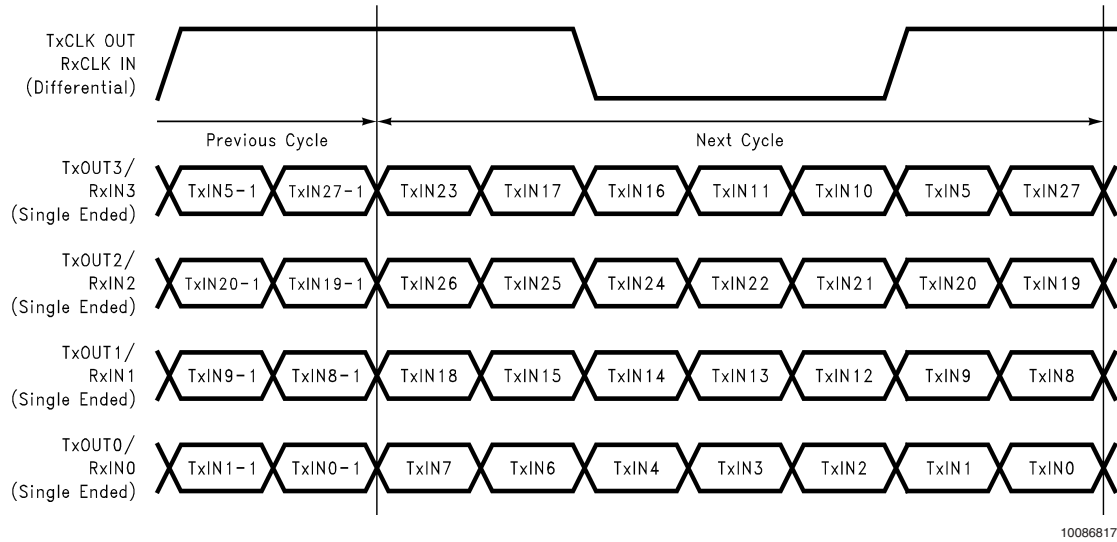 TxCLK OUT
RxCLK IN
(Differential)
Previous Cycle
Next Cycle
TxOUT3/
RxIN3
(Single Ended)
TxIN5-1 TxIN27-1 TxIN23 TxIN17 TxIN16 TxIN11 TxIN10 TxIN5 TxIN27
TxOUT2/
RxIN2
(Single Ended)
TxIN20-1 TxIN19-1 TxIN26 TxIN25 TxIN24 TxIN22 TxIN21 TxIN20 TxIN19
TxOUT1/
RxIN1
(Single Ended)
TxIN9-1 TxIN8-1 TxIN18 TxIN15 TxIN14 TxIN13 TxIN12 TxIN9 TxIN8
TxOUT0/
RxIN0
(Single Ended)
TxIN1-1 TxIN0-1 TxIN7 TxIN6 TxIN4 TxIN3 TxIN2 TxIN1 TxIN0
10086817